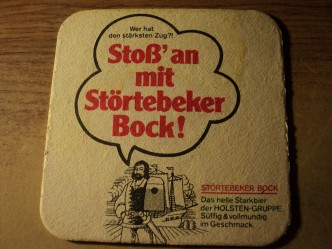 Wer hat
den stärksten Zug?!
Stoß' an
mit
Störtebeker
Bock!
STÖRTEBEKER BOCK
Das helle Starkbier
der HOLSTEN-GRUPPE.
Süffig & vollmundig
im Geschmack.